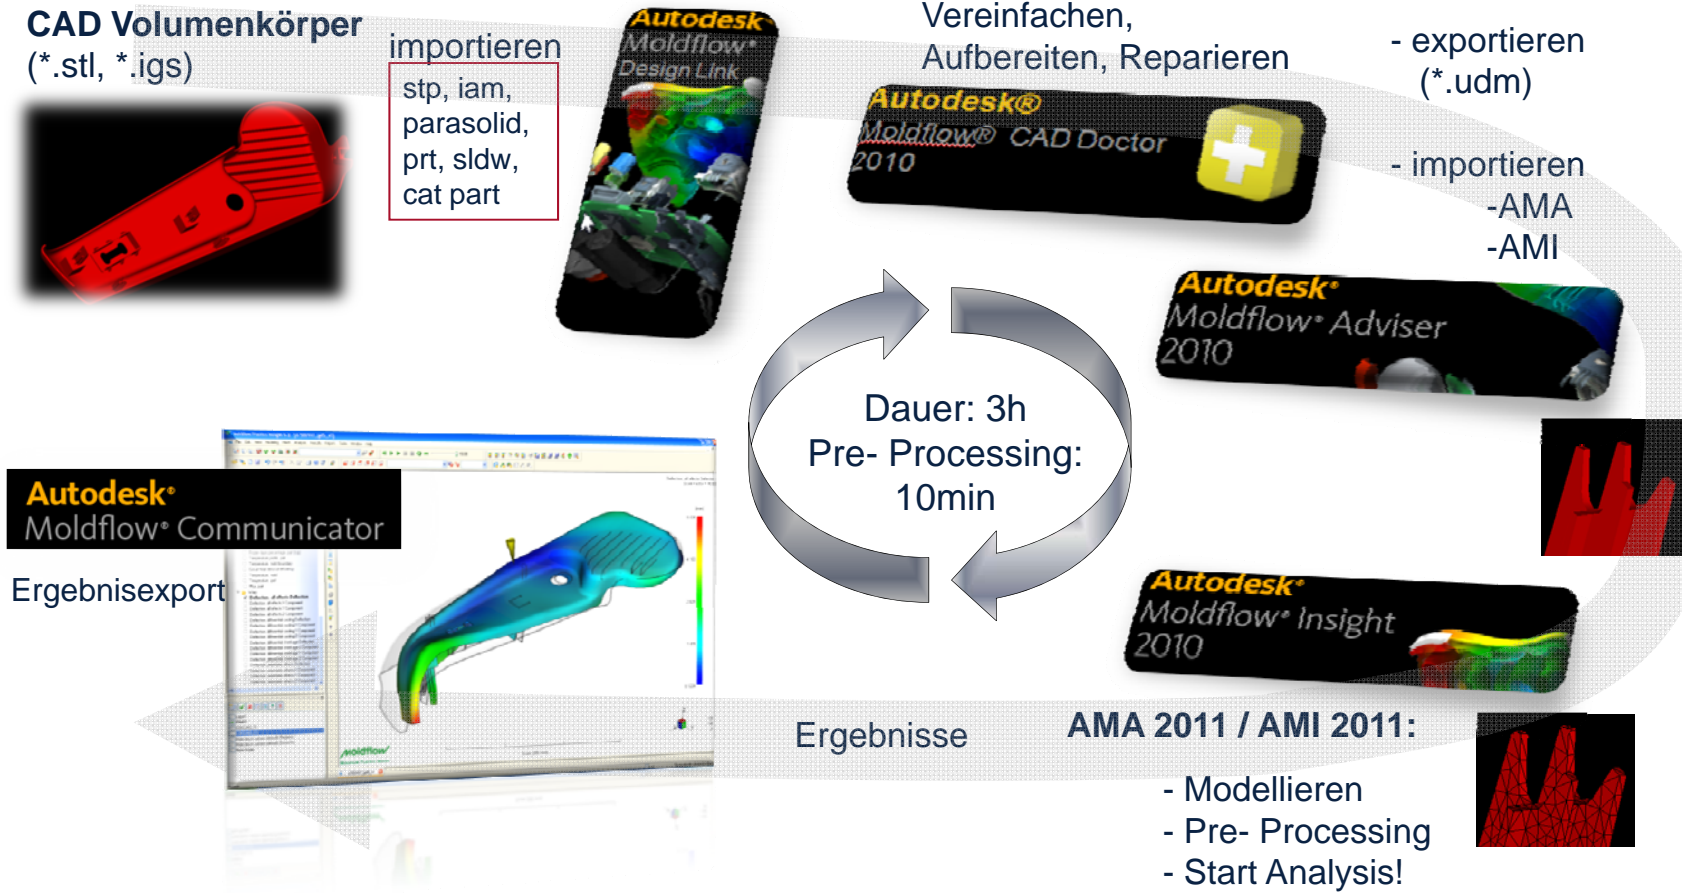 CAD Volumenkörper
(*.stl, *.igs)
importieren
stp, iam,
parasolid,
prt, sldw,
cat part
Autodesk
Moldflow®
Design Link
Vereinfachen,
Aufbereiten, Reparieren
Autodesk®
Moldflow® CAD Doctor
2010
- exportieren
(*.udm)
- importieren
-AMA
-AMI
Autodesk®
Moldflow® Adviser
2010
Dauer: 3h
Pre- Processing:
10min
Autodesk®
Moldflow® Communicator
Ergebnisexport
moldflow
Autodesk®
Moldflow® Insight
2010
Ergebnisse
AMA 2011 / AMI 2011:
- Modellieren
- Pre- Processing
- Start Analysis!